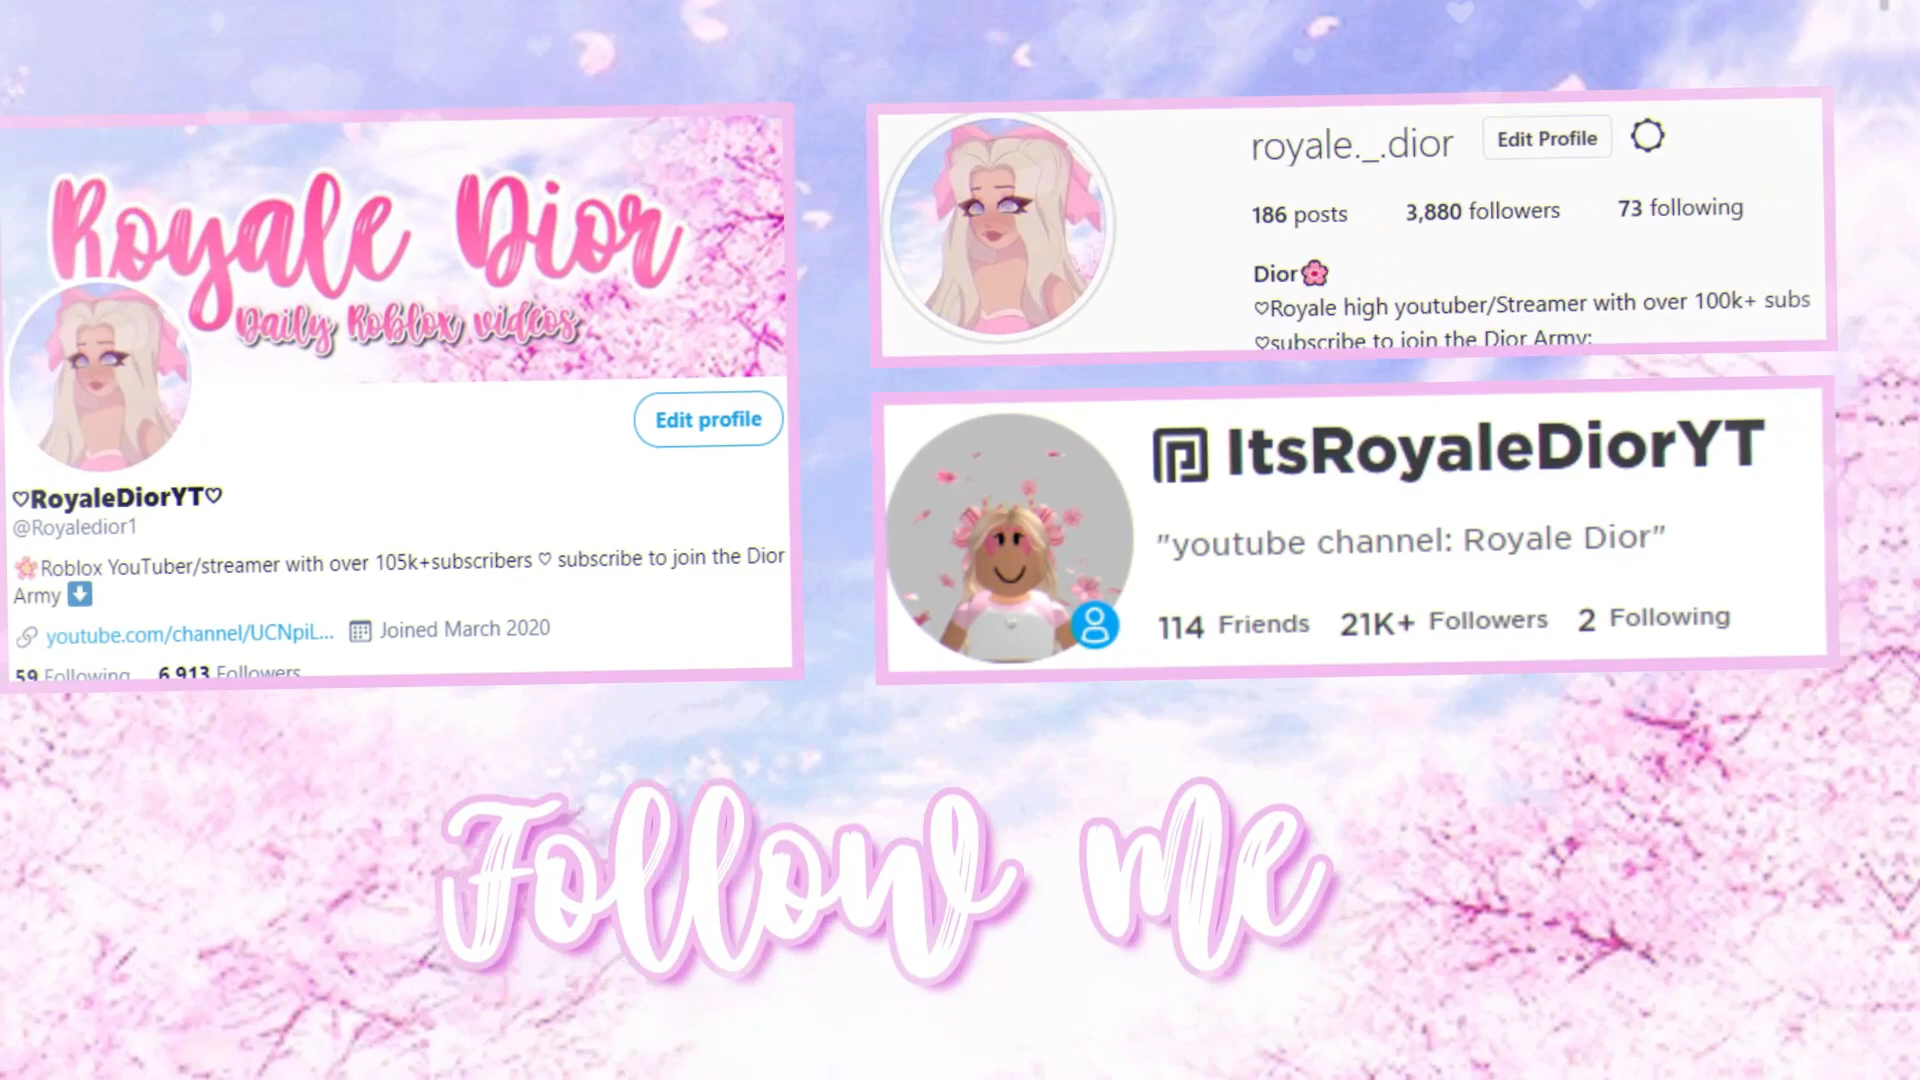 Royale Dior
Daily Roblox videos
Edit profile
♡RoyaleDiorYT♡
@Royaledior1
🌸Roblox YouTuber/streamer with over 105k+subscribers ♡ subscribe to join the Dior
Army ⬇️
youtube.com/channel/UCNpiL... Joined March 2020
59 Following 6,913 Followers
royale._.dior Edit Profile
186 posts 3,880 followers 73 following
Dior🌸
♡Royale high youtuber/Streamer with over 100k+ subs
♡subscribe to join the Dior Army:
ItsRoyaleDiorYT
"youtube channel: Royale Dior"
114 Friends 21K+ Followers 2 Following
Follow me